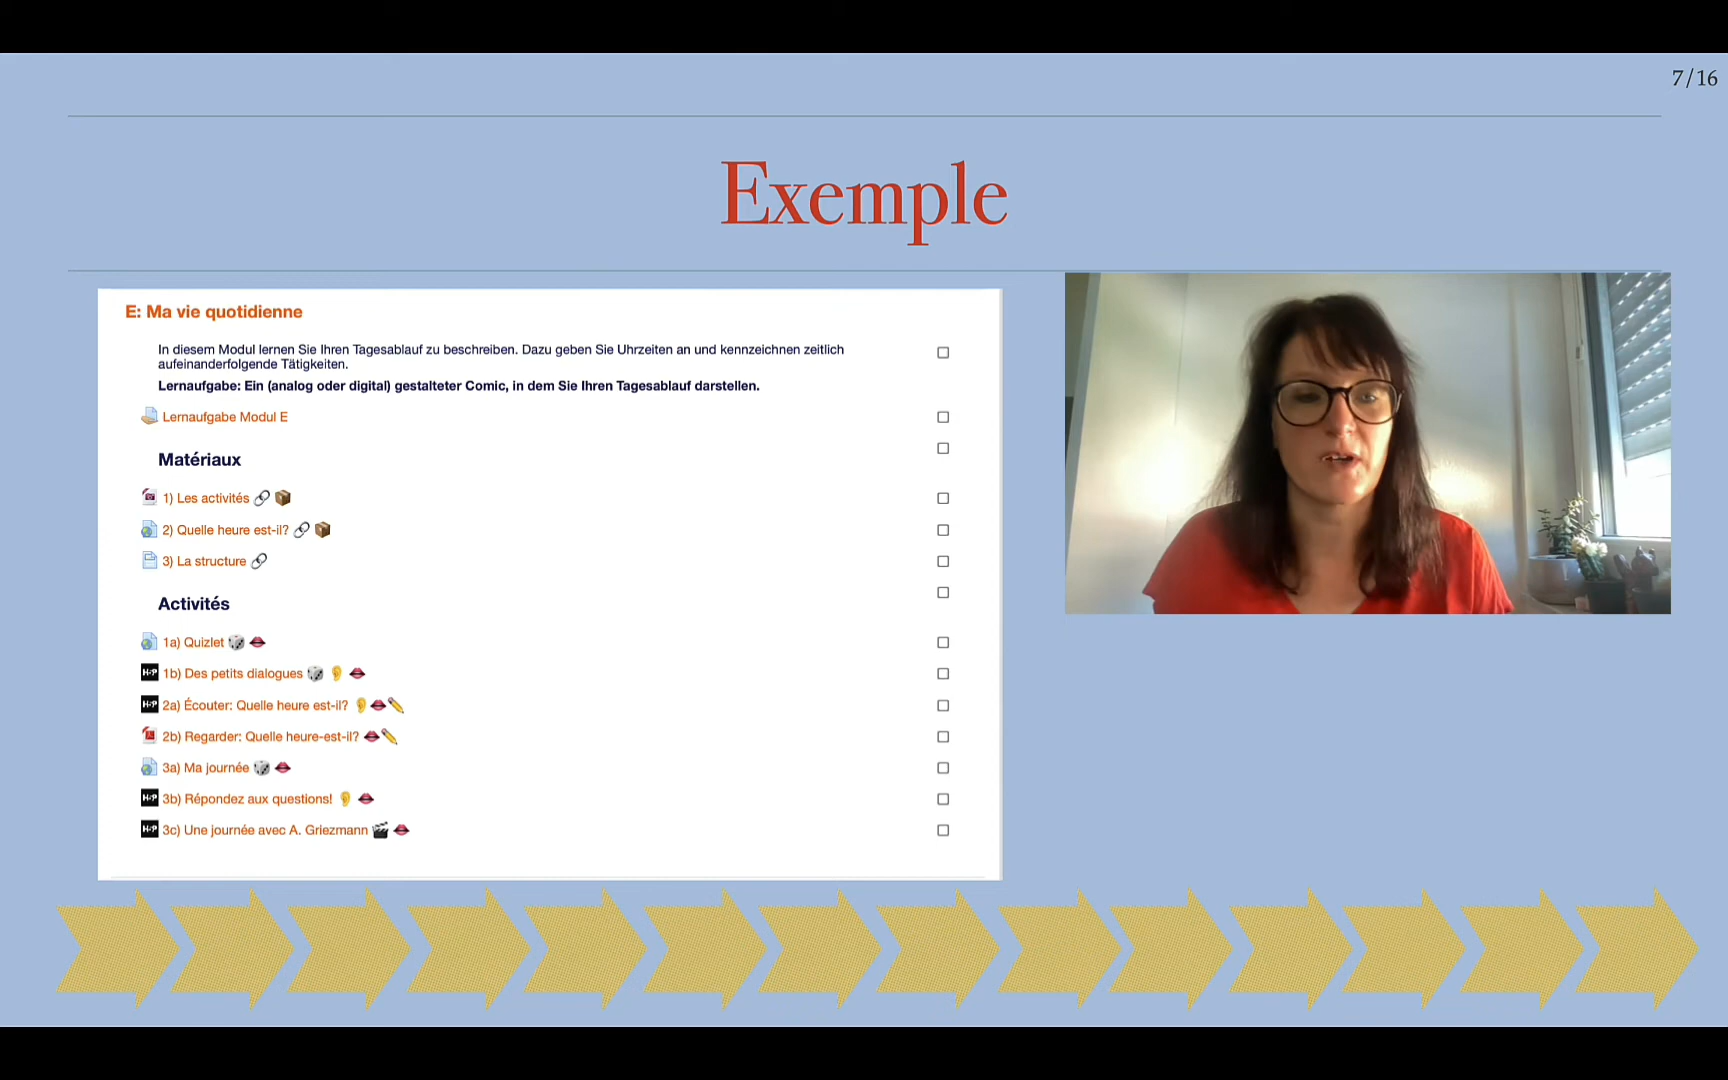 7/16
Exemple
E: Ma vie quotidienne
In diesem Modul lernen Sie Ihren Tagesablauf zu beschreiben. Dazu geben Sie Uhrzeiten an und kennzeichnen zeitlich
aufeinanderfolgende Tätigkeiten.
Lernaufgabe: Ein (analog oder digital) gestalteter Comic, in dem Sie Ihren Tagesablauf darstellen.
Lernaufgabe Modul E
Matériaux
1) Les activités
2) Quelle heure est-il?
3) La structure
Activités
1a) Quizlet
H5P 1b) Des petits dialogues
H5P 2a) Écouter: Quelle heure est-il?
2b) Regarder: Quelle heure-est-il?
3a) Ma journée
H5P 3b) Répondez aux questions!
H5P 3c) Une journée avec A. Griezmann